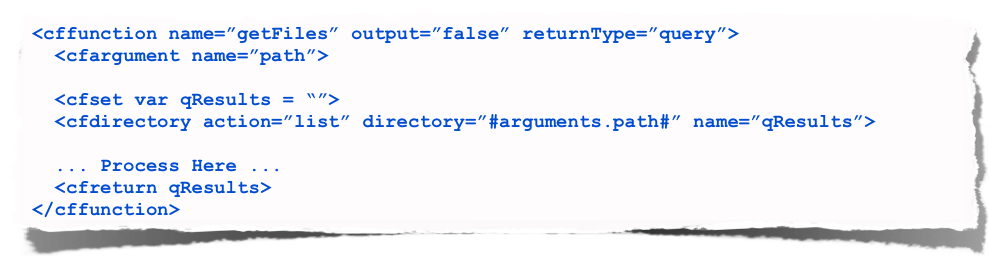 <cffunction name=”getFiles” output=”false” returnType=”query”>
<cfargument name=”path”>
<cfset var qResults = “”>
<cfdirectory action=”list” directory=”#arguments.path#” name=”qResults”>
... Process Here ...
<cfreturn qResults>
</cffunction>